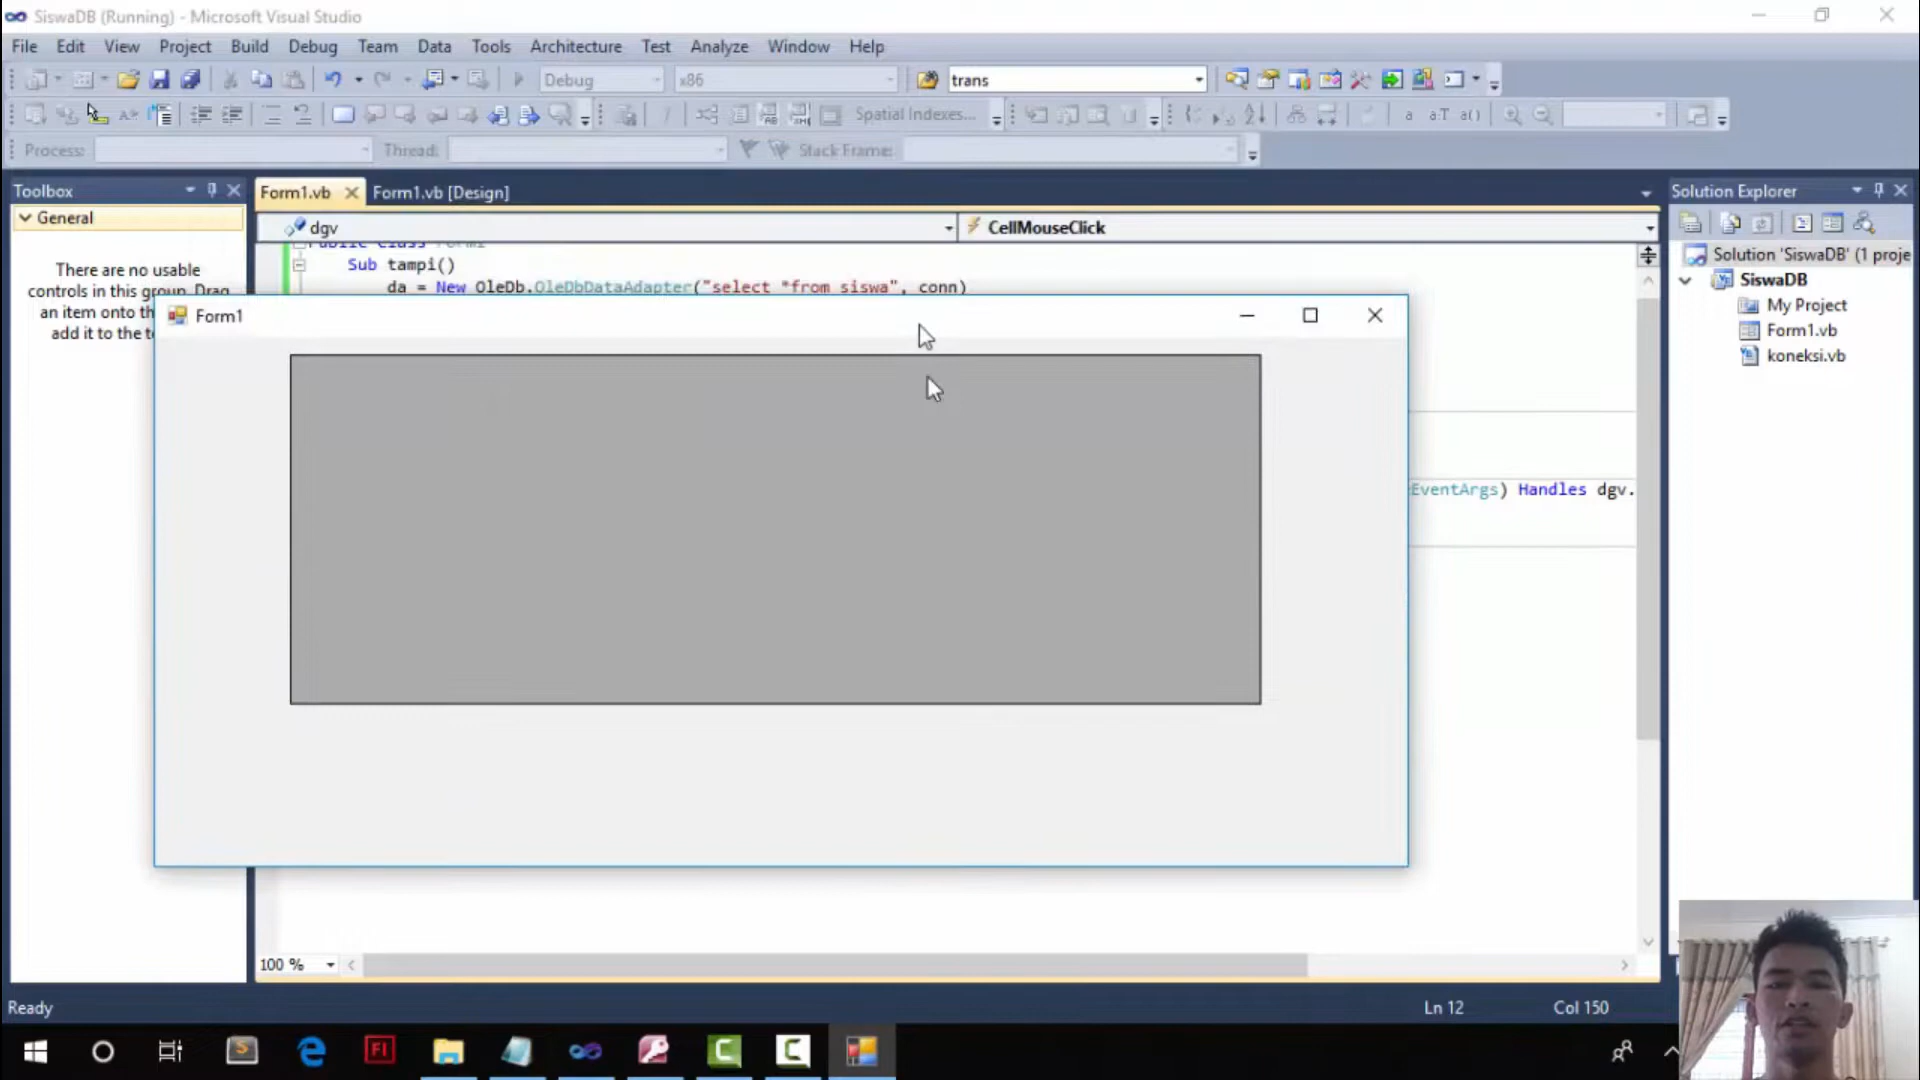 SiswaDB (Running) - Microsoft Visual Studio
File Edit View Project Build Debug Team Data Tools Architecture Test Analyze Window Help
Debug x86 trans
Spatial Indexes...
Process: Thread: Stack Frame:
Toolbox
General
There are no usable
controls in this group. Drag
an item onto th
add it to the to
Form1.vb Form1.vb [Design]
dgv CellMouseClick
Public Class Form1
Sub tampi()
da = New OleDb.OleDbDataAdapter("select *from siswa", conn)
Form1
EventArgs) Handles dgv.
100 %
Solution Explorer
Solution 'SiswaDB' (1 proje
SiswaDB
My Project
Form1.vb
koneksi.vb
Ready Ln 12 Col 150